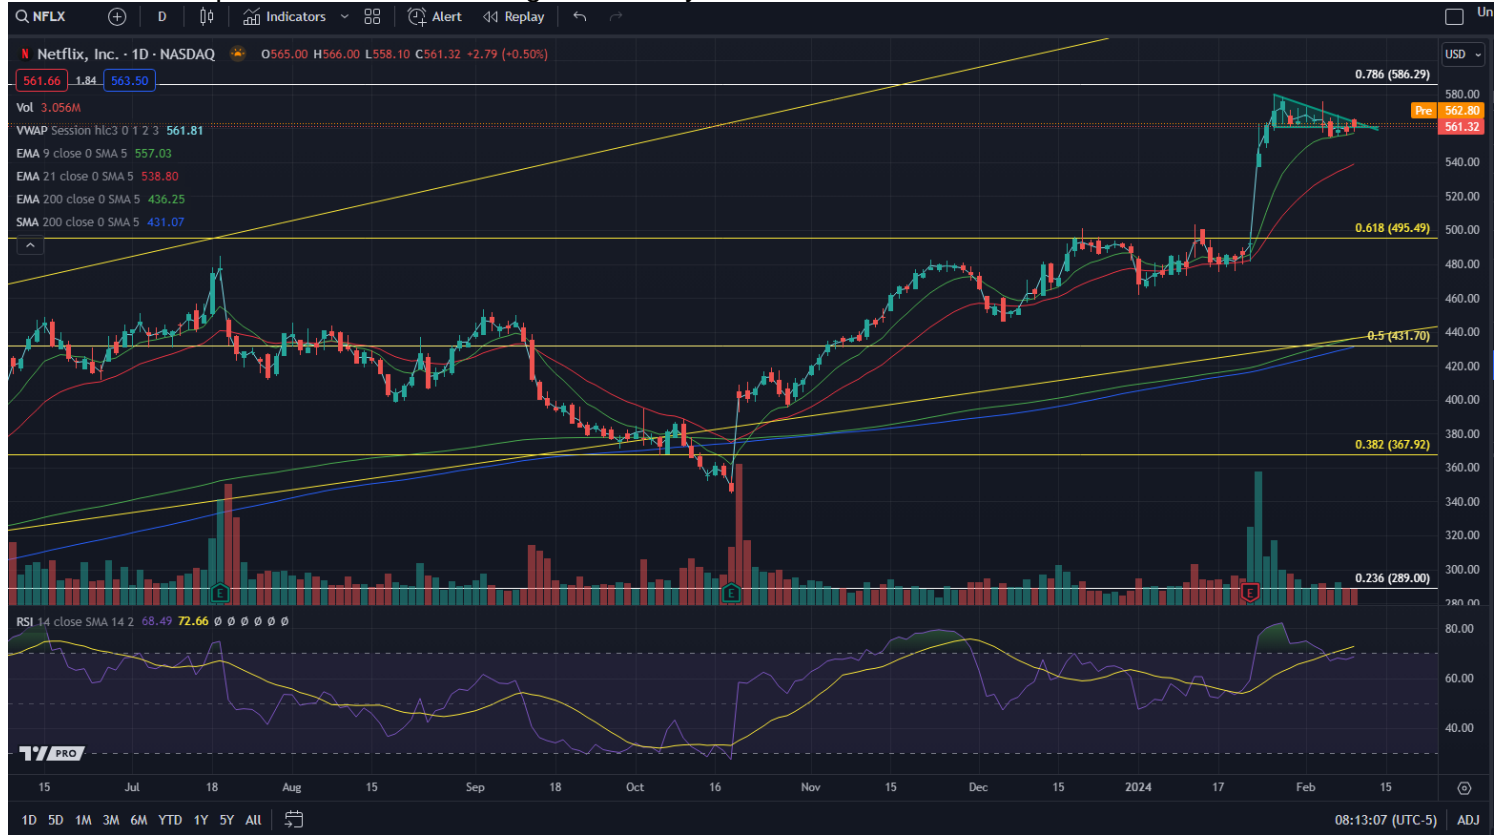 NFLX D Indicators Alert Replay Un
Netflix, Inc. · 1D · NASDAQ O565.00 H566.00 L558.10 C561.32 +2.79 (+0.50%) USD
561.66 1.84 563.50
Vol 3.056M
VWAP Session hlc3 0 1 2 3 561.81
EMA 9 close 0 SMA 5 557.03
EMA 21 close 0 SMA 5 538.80
EMA 200 close 0 SMA 5 436.25
SMA 200 close 0 SMA 5 431.07
0.786 (586.29)
580.00
Pre 562.80
561.32
540.00
520.00
500.00
0.618 (495.49)
480.00
460.00
440.00
0.5 (431.70)
420.00
400.00
380.00
0.382 (367.92)
360.00
340.00
320.00
300.00
0.236 (289.00)
280.00
E E E
RSI 14 close SMA 14 2 68.49 72.66 Ø Ø Ø Ø Ø Ø
80.00
60.00
40.00
PRO
15 Jul 18 Aug 15 Sep 18 Oct 16 Nov 15 Dec 15 2024 17 Feb 15
1D 5D 1M 3M 6M YTD 1Y 5Y All 08:13:07 (UTC-5) ADJ